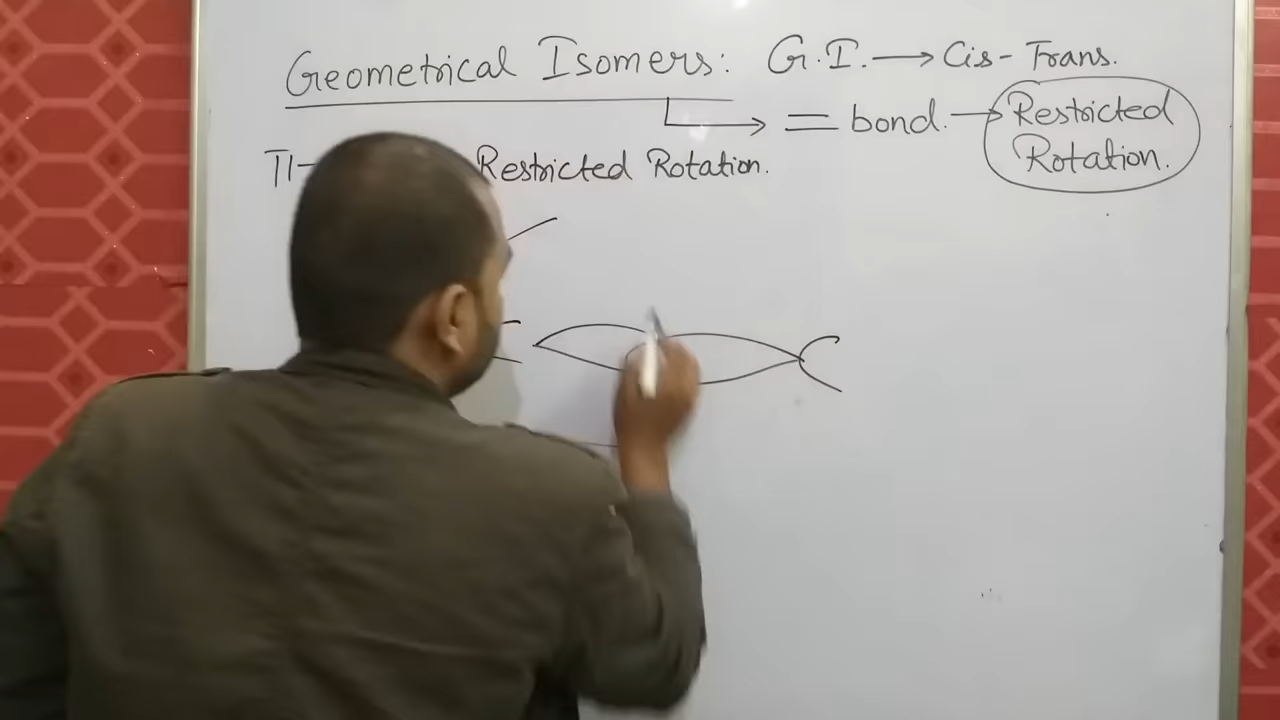 Geometrical Isomers: G.I. → Cis-Trans.
= bond. → Restricted
Rotation.
Restricted Rotation.